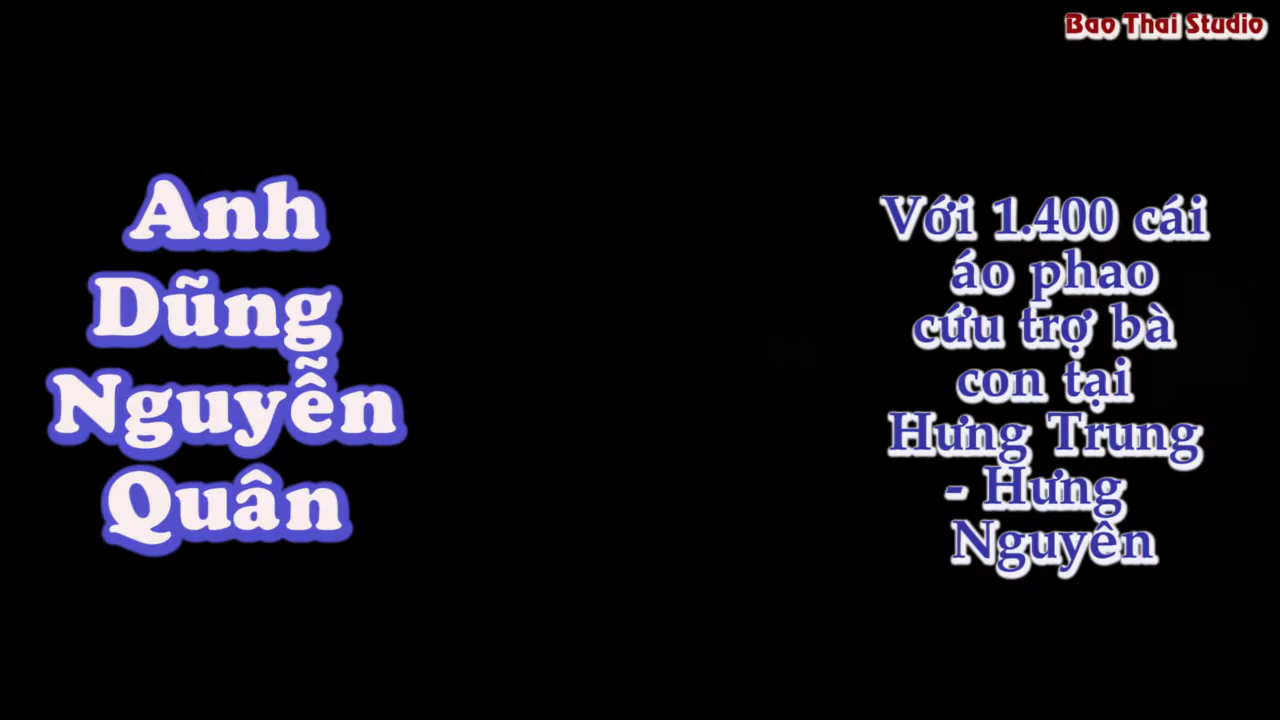 Bao Thai Studio
Anh
Dũng
Nguyễn
Quân
Với 1.400 cái
áo phao
cứu trợ bà
con tại
Hưng Trung
- Hưng
Nguyên